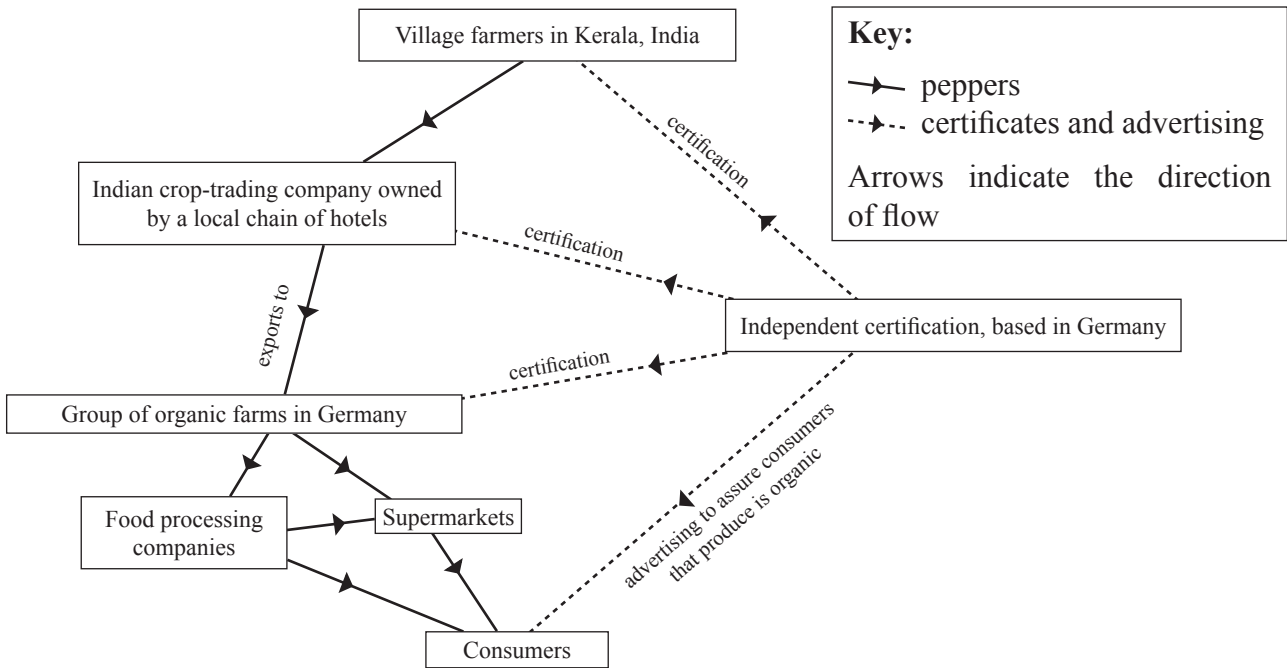 Village farmers in Kerala, India
Key:
peppers
certificates and advertising
Arrows indicate the direction
of flow
certification
Indian crop-trading company owned
by a local chain of hotels
certification
exports to
Independent certification, based in Germany
certification
Group of organic farms in Germany
advertising to assure consumers
that produce is organic
Food processing
companies
Supermarkets
Consumers